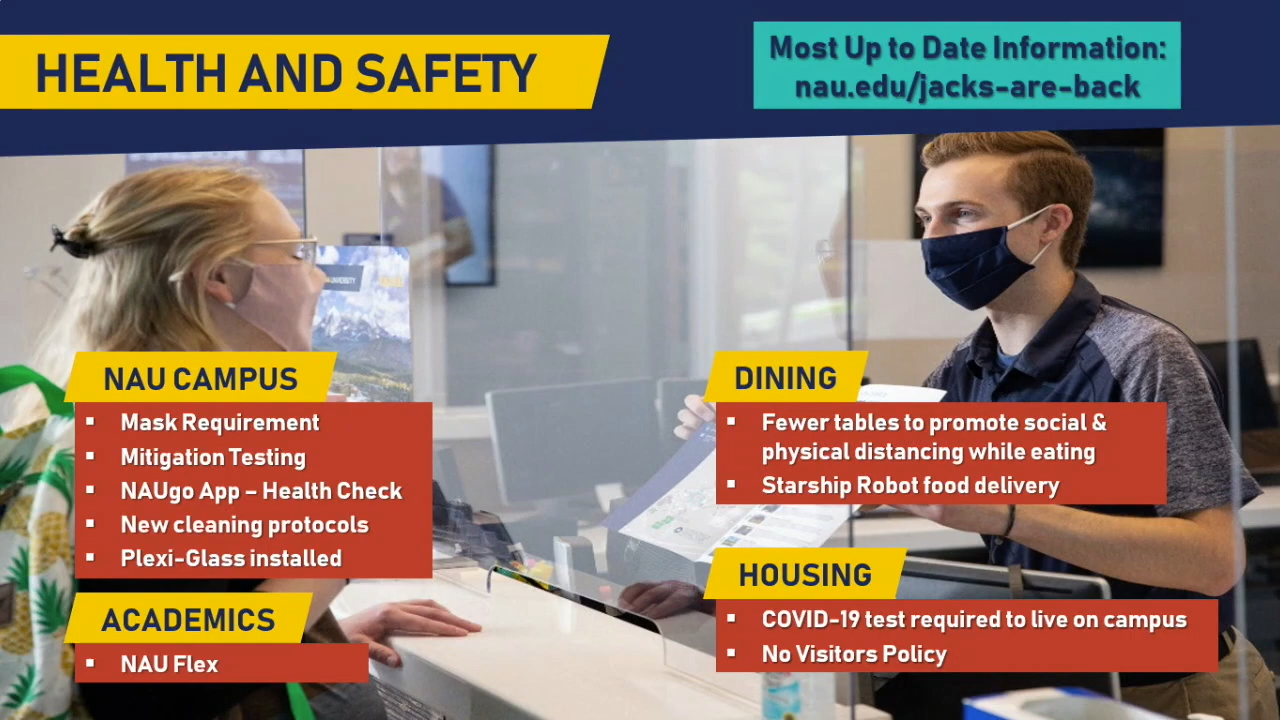 HEALTH AND SAFETY
Most Up to Date Information:
nau.edu/jacks-are-back
NAU CAMPUS
▪ Mask Requirement
▪ Mitigation Testing
▪ NAUgo App – Health Check
▪ New cleaning protocols
▪ Plexi-Glass installed
ACADEMICS
▪ NAU Flex
DINING
▪ Fewer tables to promote social &
physical distancing while eating
▪ Starship Robot food delivery
HOUSING
▪ COVID-19 test required to live on campus
▪ No Visitors Policy